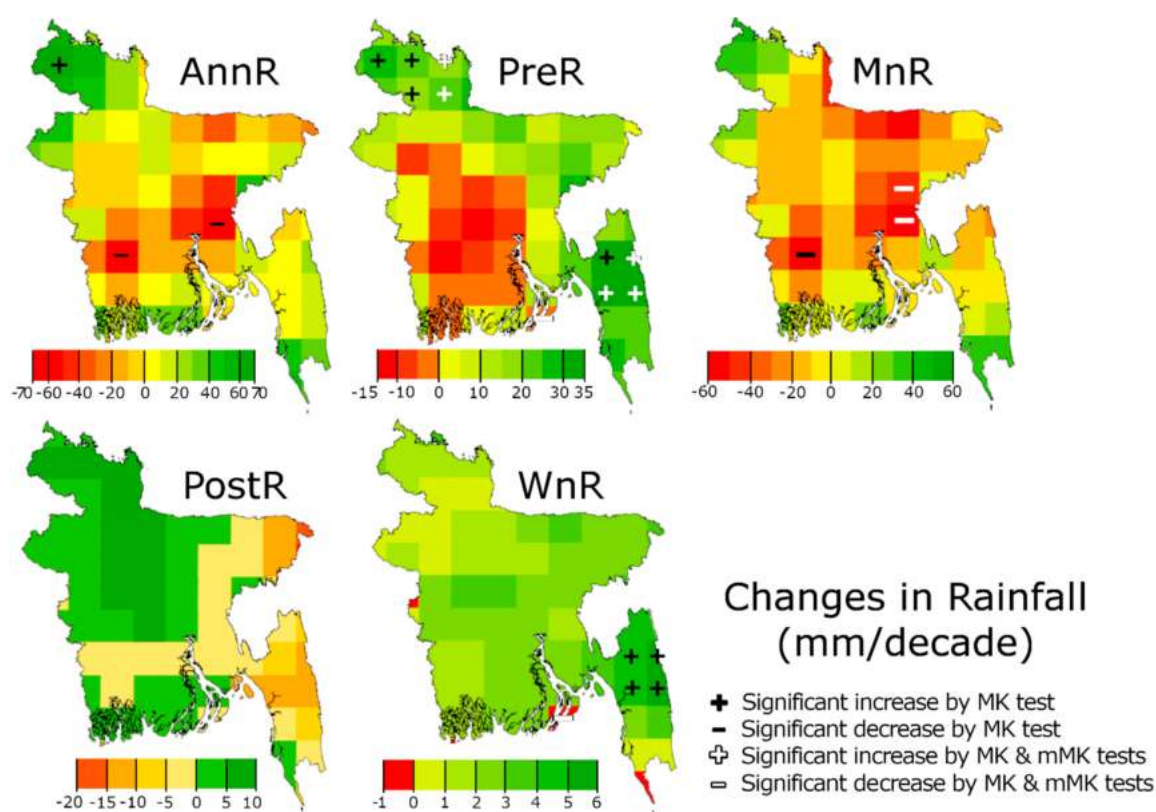 AnnR
PreR
MnR
-70 -60 -40 -20 0 20 40 60 70
-15 -10 0 10 20 30 35
-60 -40 -20 0 20 40 60
PostR
WnR
-20 -15 -10 -5 0 5 10
-1 0 1 2 3 4 5 6
Changes in Rainfall
(mm/decade)
+ Significant increase by MK test
- Significant decrease by MK test
Significant increase by MK & mMK tests
Significant decrease by MK & mMK tests